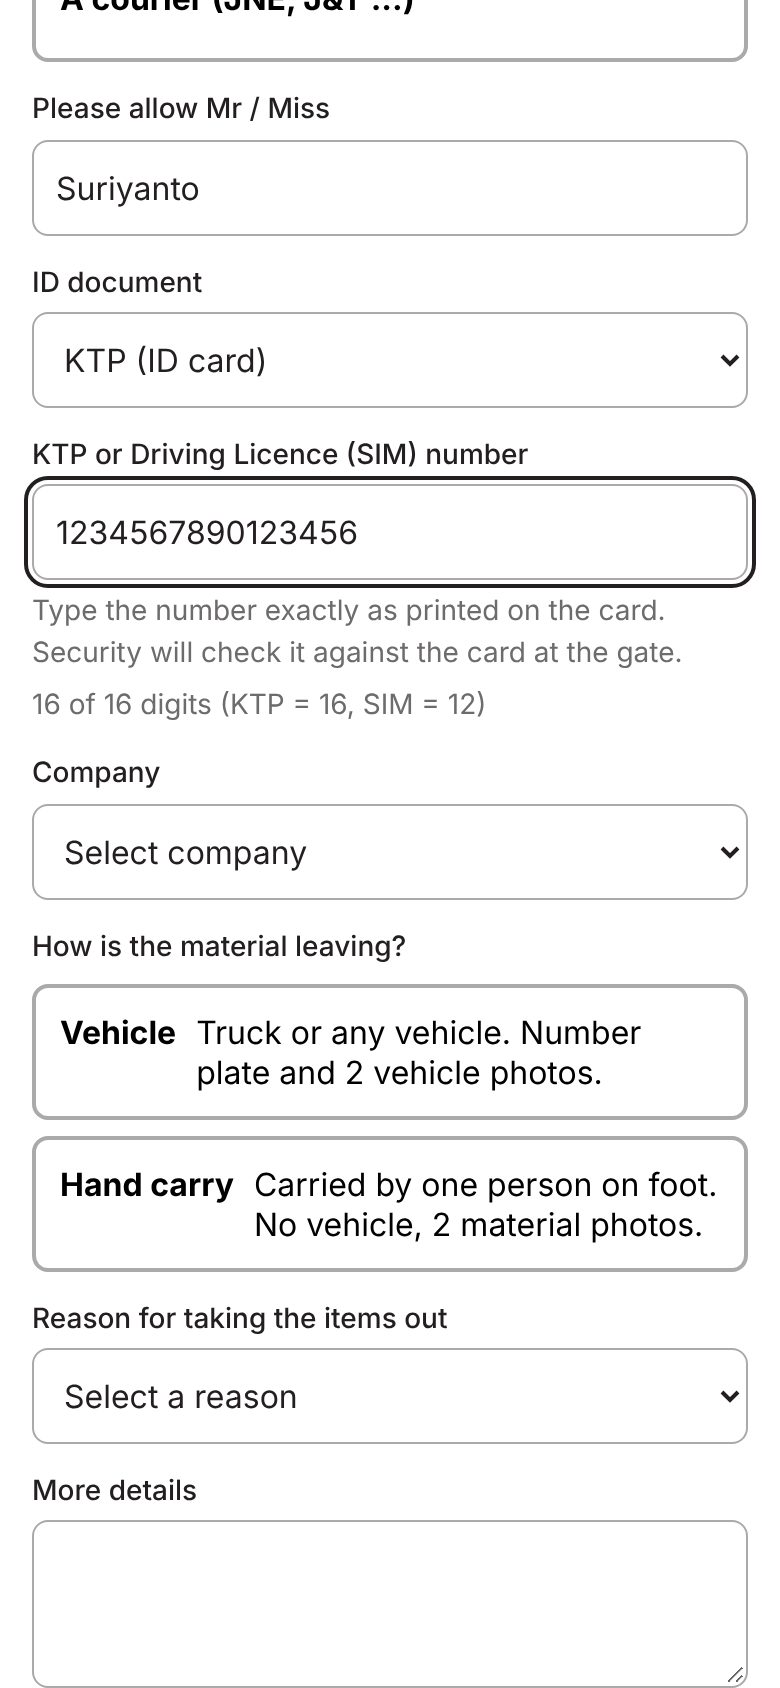 A courier (JNE, J&T ...)
Please allow Mr / Miss
Suriyanto
ID document
KTP (ID card)
KTP or Driving Licence (SIM) number
1234567890123456
Type the number exactly as printed on the card.
Security will check it against the card at the gate.
16 of 16 digits (KTP = 16, SIM = 12)
Company
Select company
How is the material leaving?
Vehicle Truck or any vehicle. Number
plate and 2 vehicle photos.
Hand carry Carried by one person on foot.
No vehicle, 2 material photos.
Reason for taking the items out
Select a reason
More details